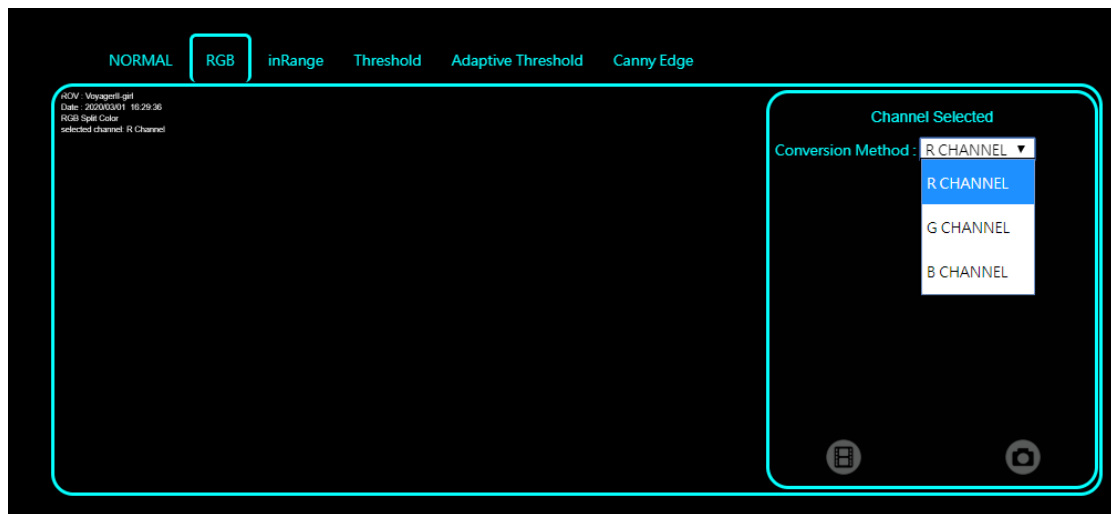 NORMAL RGB inRange Threshold Adaptive Threshold Canny Edge
ROV : VoyagerII-girl
Date : 2020/03/01 16:29:36
RGB Split Color
selected channel: R Channel
Channel Selected
Conversion Method : R CHANNEL ▼
R CHANNEL
G CHANNEL
B CHANNEL